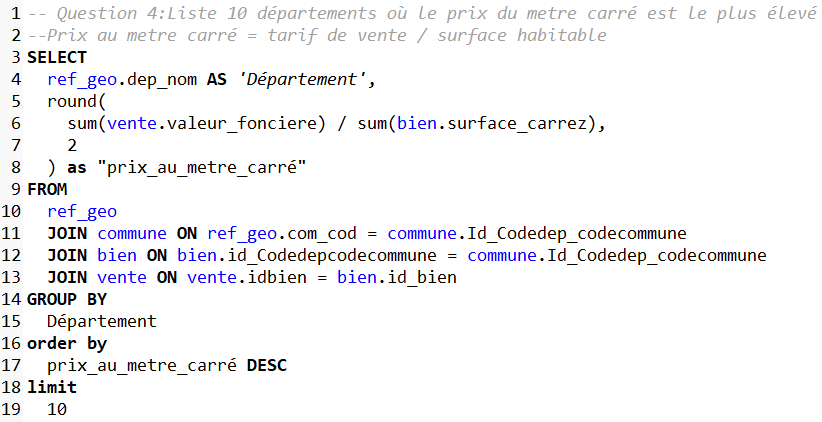 1 -- Question 4:Liste 10 départements où le prix du metre carré est le plus élevé
2 --Prix au metre carré = tarif de vente / surface habitable
3 SELECT
4 ref_geo.dep_nom AS 'Département',
5 round(
6 sum(vente.valeur_fonciere) / sum(bien.surface_carrez),
7 2
8 ) as "prix_au_metre_carré"
9 FROM
10 ref_geo
11 JOIN commune ON ref_geo.com_cod = commune.Id_Codedep_codecommune
12 JOIN bien ON bien.id_Codedepcodecommune = commune.Id_Codedep_codecommune
13 JOIN vente ON vente.idbien = bien.id_bien
14 GROUP BY
15 Département
16 order by
17 prix_au_metre_carré DESC
18 limit
19 10